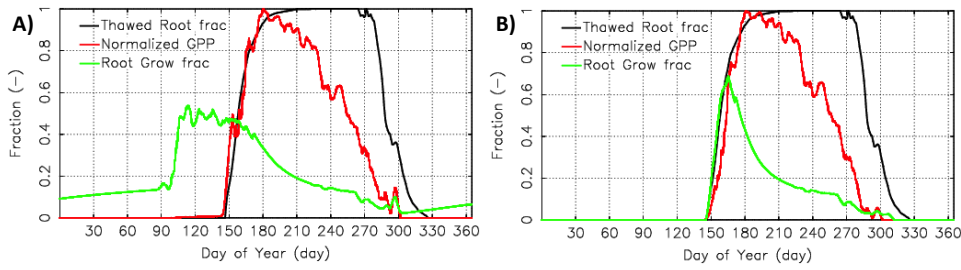 A)
Thawed Root frac
Normalized GPP
Root Grow frac
Fraction (−)
1
0.8
0.6
0.4
0.2
0
30 60 90 120 150 180 210 240 270 300 330 360
Day of Year (day)
B)
Thawed Root frac
Normalized GPP
Root Grow frac
Fraction (−)
1
0.8
0.6
0.4
0.2
0
30 60 90 120 150 180 210 240 270 300 330 360
Day of Year (day)